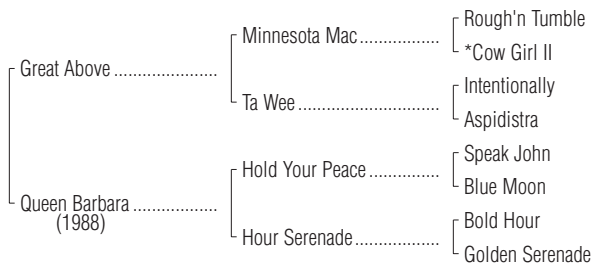 Rough'n Tumble
Minnesota Mac..................
*Cow Girl II
Great Above .......................
Intentionally
Ta Wee ................................
Aspidistra
Speak John
Hold Your Peace ................
Blue Moon
Queen Barbara ...................
(1988)
Bold Hour
Hour Serenade ...................
Golden Serenade